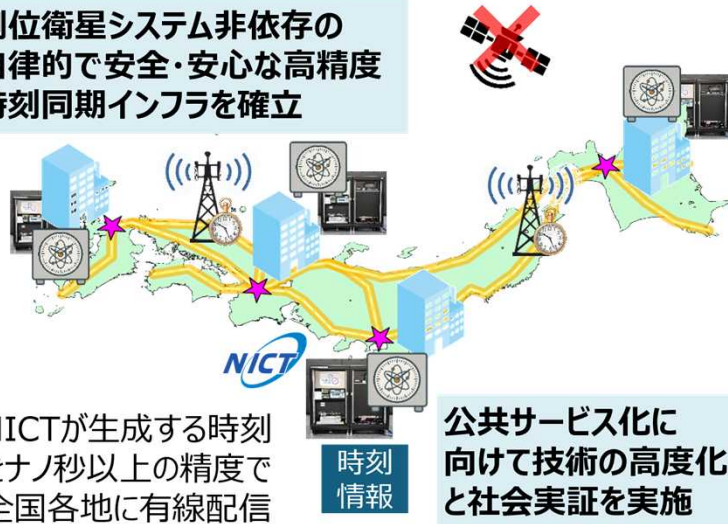 位衛星システム非依存の
律的で安全・安心な高精度
刻同期インフラを確立
NICT
NICTが生成する時刻
ナノ秒以上の精度で
全国各地に有線配信
時刻
情報
公共サービス化に
向けて技術の高度化
と社会実証を実施